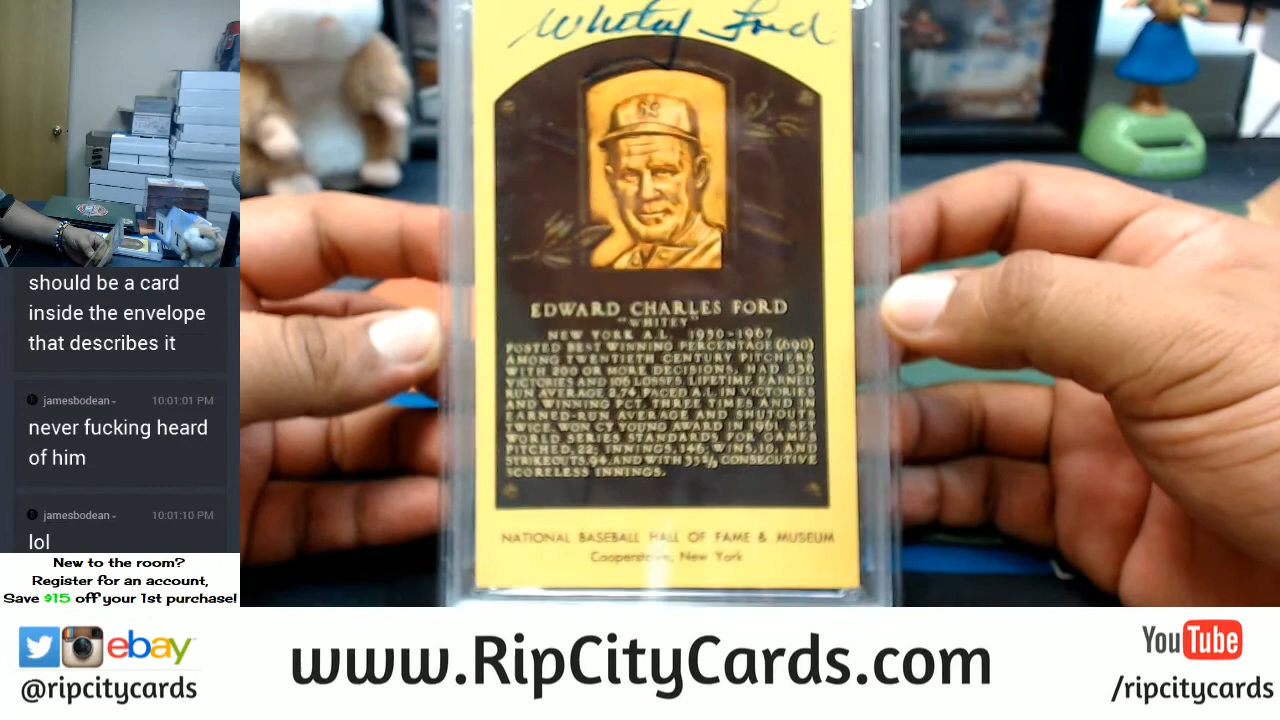 should be a card
inside the envelope
that describes it
jamesbodean
10:01:01 PM
never fucking heard
of him
jamesbodean
10:01:10 PM
lol
New to the room?
Register for an account,
Save $15 off your 1st purchase!
Whitey Ford
NY
EDWARD CHARLES FORD
"WHITEY"
NEW YORK A.L. 1950-1967
POSTED BEST WINNING PERCENTAGE (.690)
AMONG TWENTIETH CENTURY PITCHERS
WITH 200 OR MORE DECISIONS. HAD 236
VICTORIES AND 106 LOSSES. LIFETIME EARNED
RUN AVERAGE 2.74. PACED A.L. IN VICTORIES
AND WINNING PCT. THREE TIMES AND IN
EARNED-RUN AVERAGE AND SHUTOUTS
TWICE. WON CY YOUNG AWARD IN 1961. SET
WORLD SERIES STANDARDS FOR GAMES
PITCHED, 22; INNINGS, 146; WINS, 10, AND
STRIKEOUTS, 94, AND WITH 33⅔ CONSECUTIVE
SCORELESS INNINGS.
NATIONAL BASEBALL HALL OF FAME & MUSEUM
Cooperstown, New York
ebay
@ripcitycards
www.RipCityCards.com
YouTube
/ripcitycards